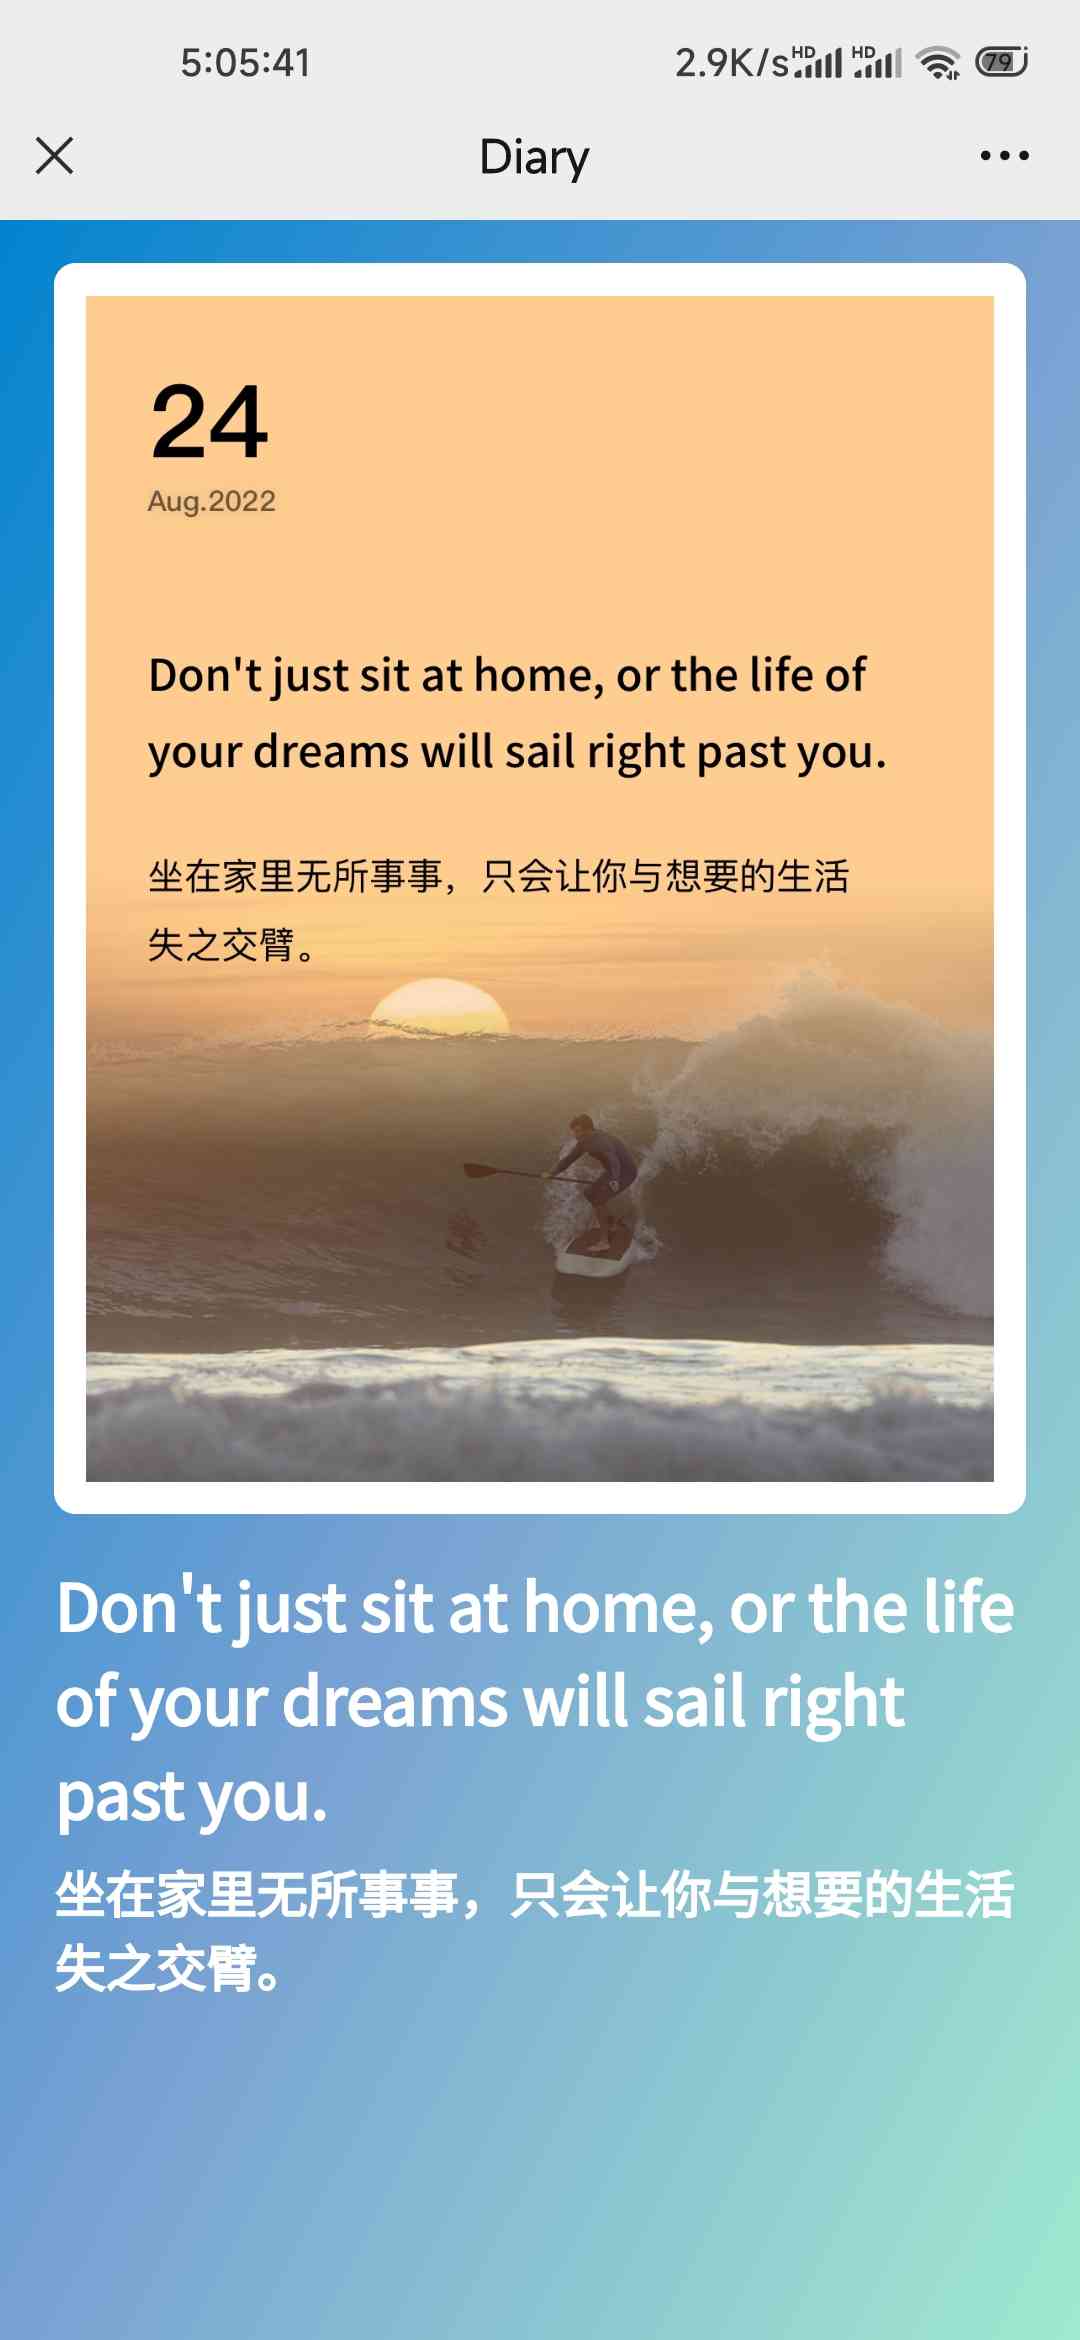 5:05:41
2.9K/s HD HD 79
Diary
24
Aug.2022
Don't just sit at home, or the life of
your dreams will sail right past you.
坐在家里无所事事，只会让你与想要的生活
失之交臂。
Don't just sit at home, or the life
of your dreams will sail right
past you.
坐在家里无所事事，只会让你与想要的生活
失之交臂。